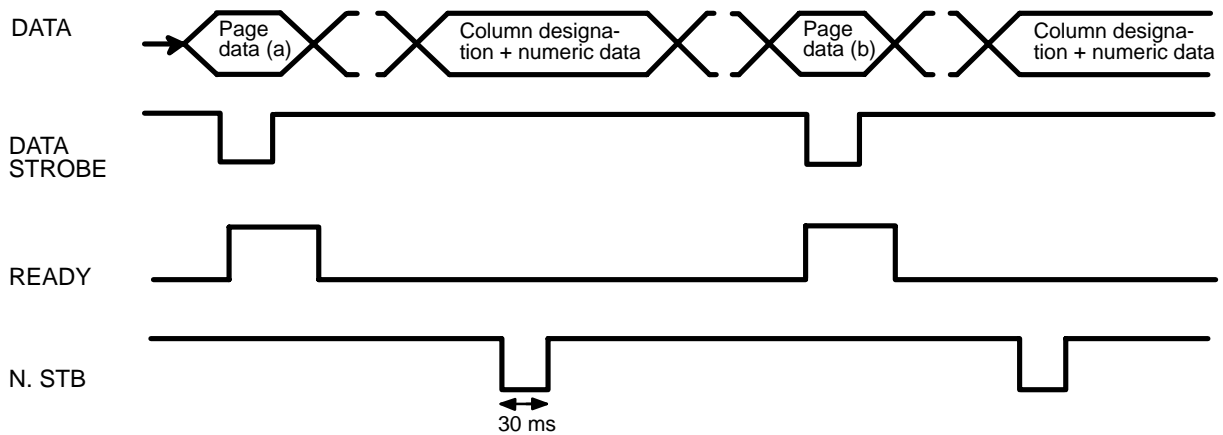 DATA
Page
data (a)
Column designa-
tion + numeric data
Page
data (b)
Column designa-
tion + numeric data
DATA
STROBE
READY
N. STB
30 ms